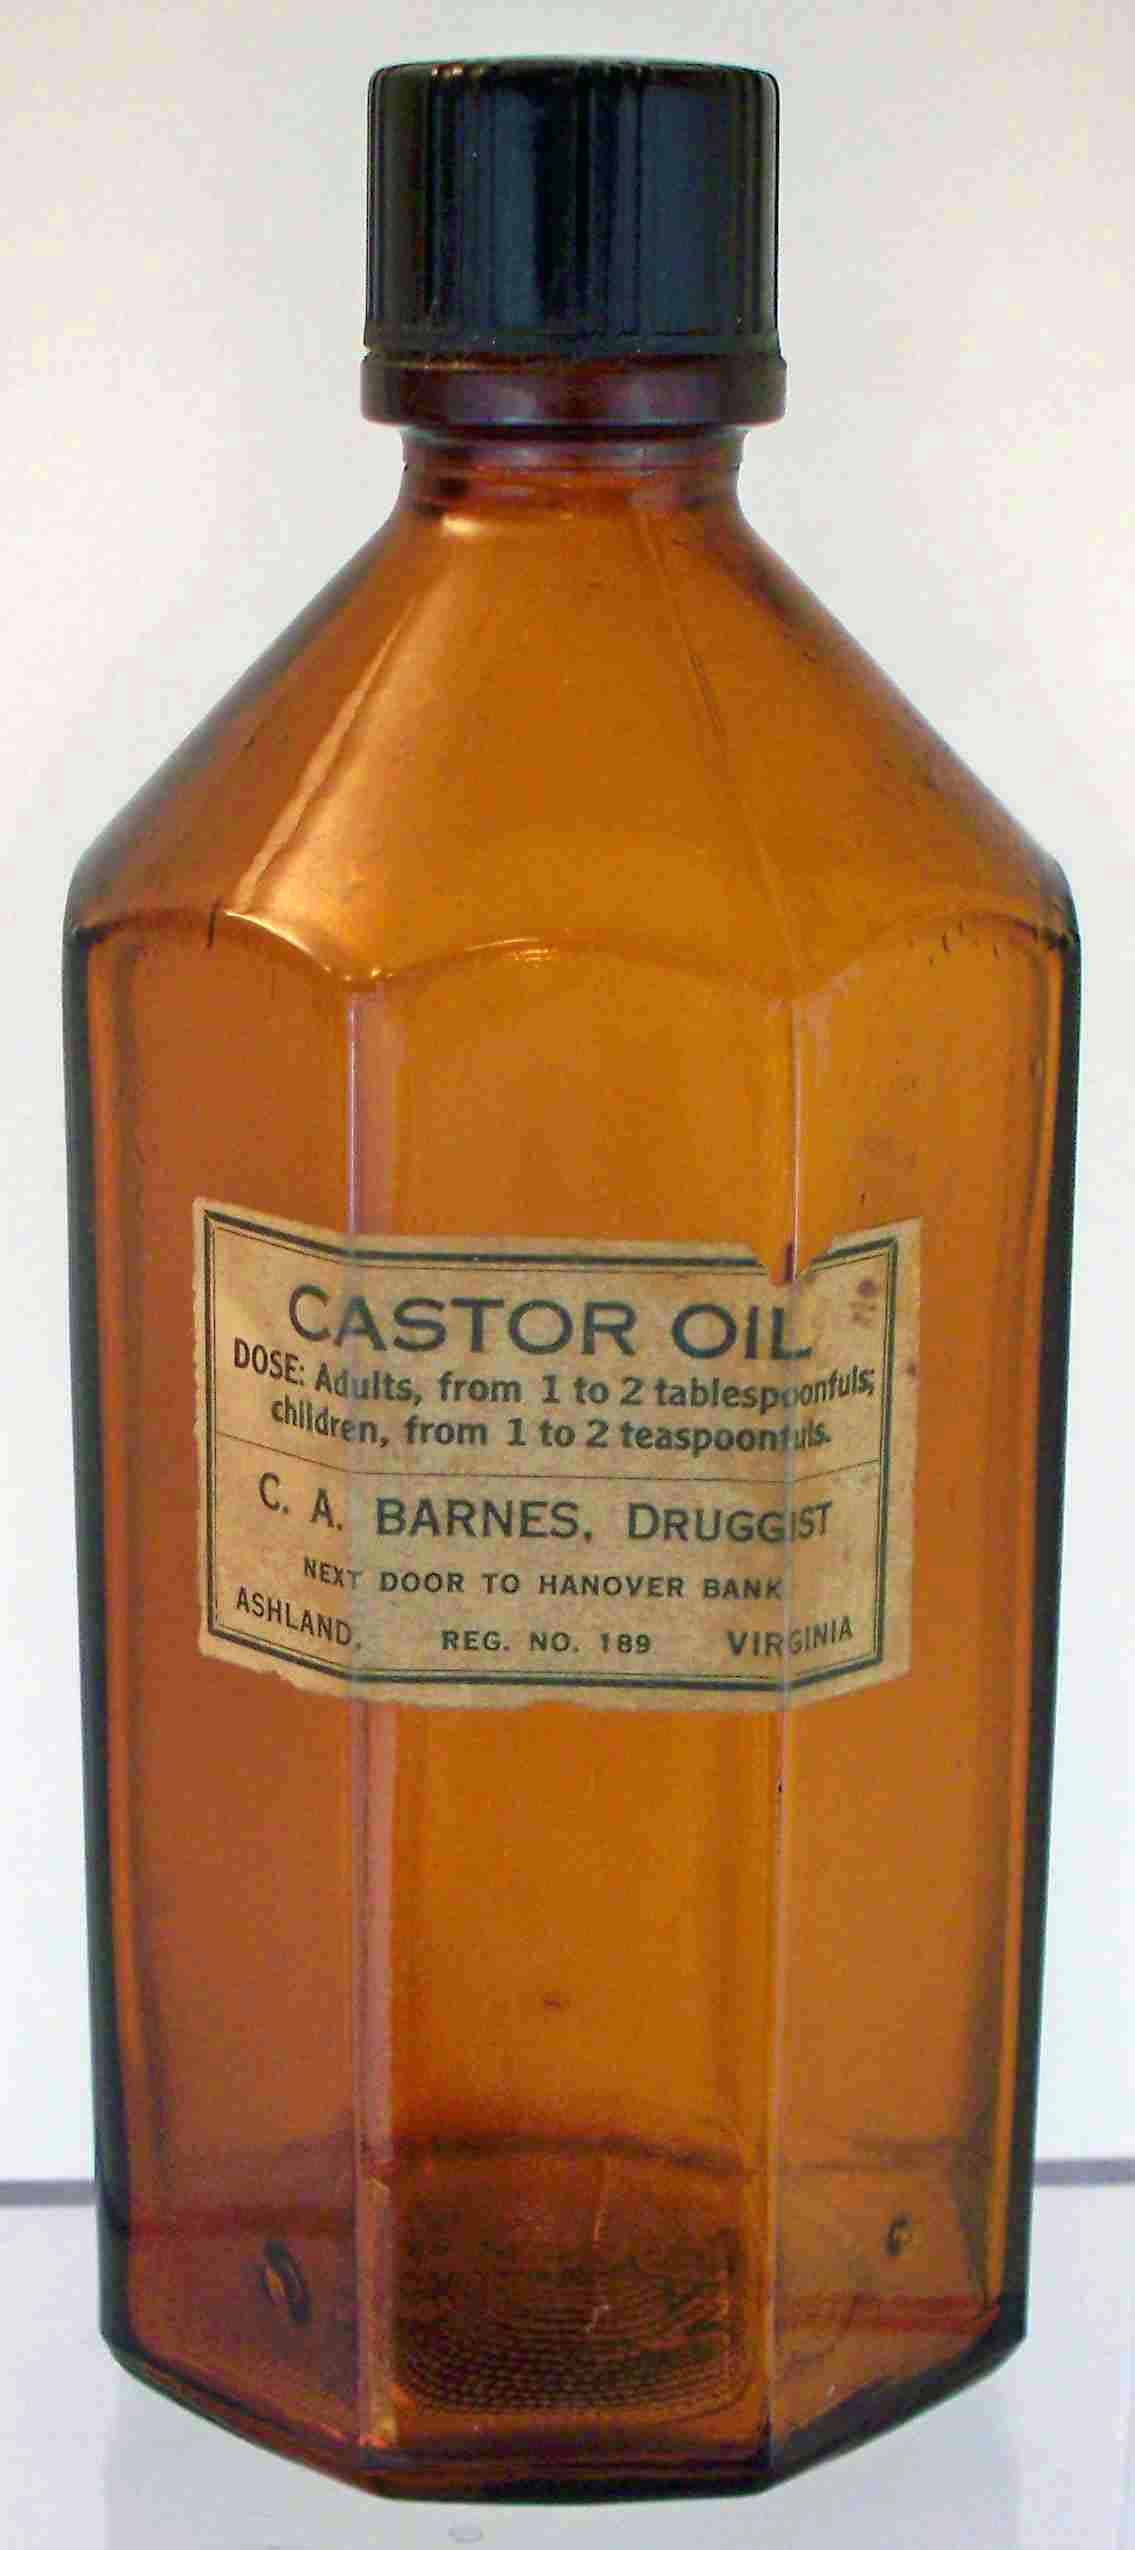 CASTOR OIL
DOSE: Adults, from 1 to 2 tablespoonfuls;
children, from 1 to 2 teaspoonfuls.
C. A. BARNES, DRUGGIST
NEXT DOOR TO HANOVER BANK
ASHLAND, REG. NO. 189 VIRGINIA